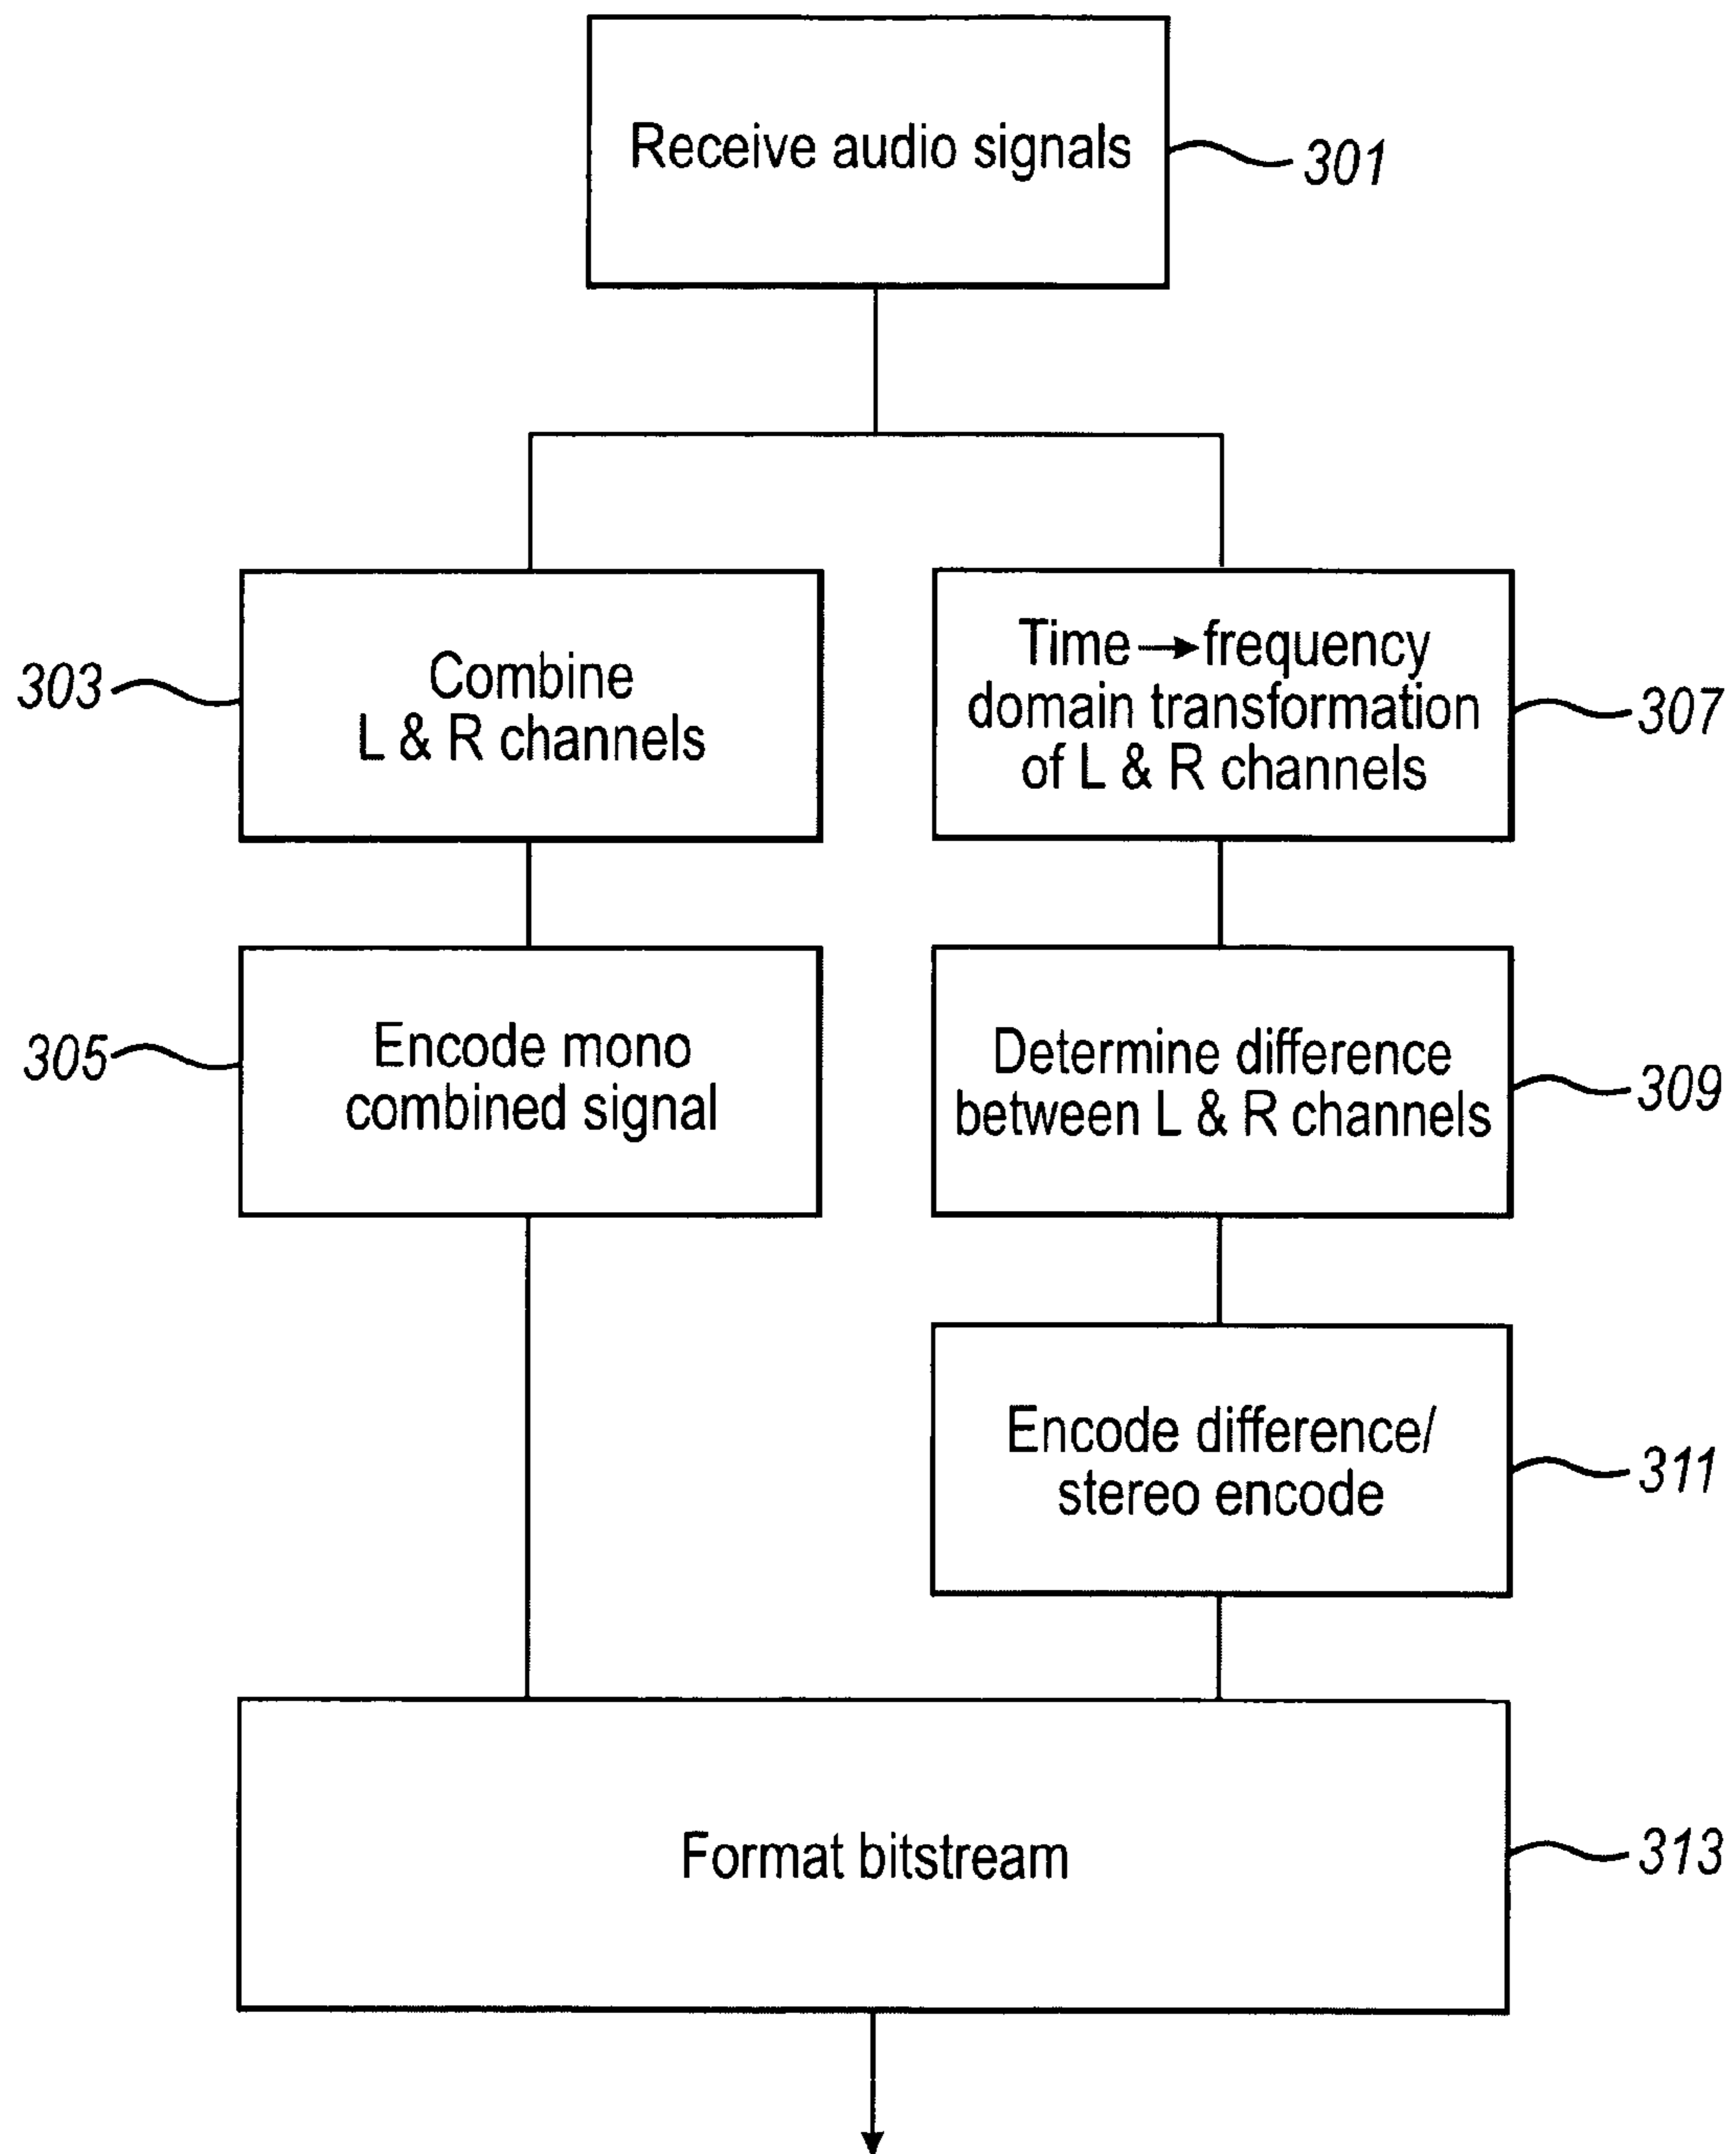 Receive audio signals
301
Combine
L & R channels
303
Time → frequency
domain transformation
of L & R channels
307
Encode mono
combined signal
305
Determine difference
between L & R channels
309
Encode difference/
stereo encode
311
Format bitstream
313